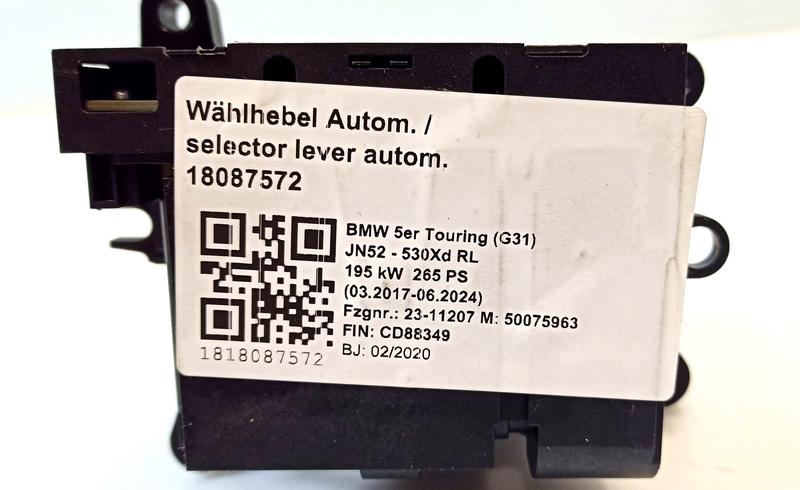 Wählhebel Autom. /
selector lever autom.
18087572
BMW 5er Touring (G31)
JN52 - 530Xd RL
195 kW 265 PS
(03.2017-06.2024)
Fzgnr.: 23-11207 M: 50075963
FIN: CD88349
BJ: 02/2020
1818087572